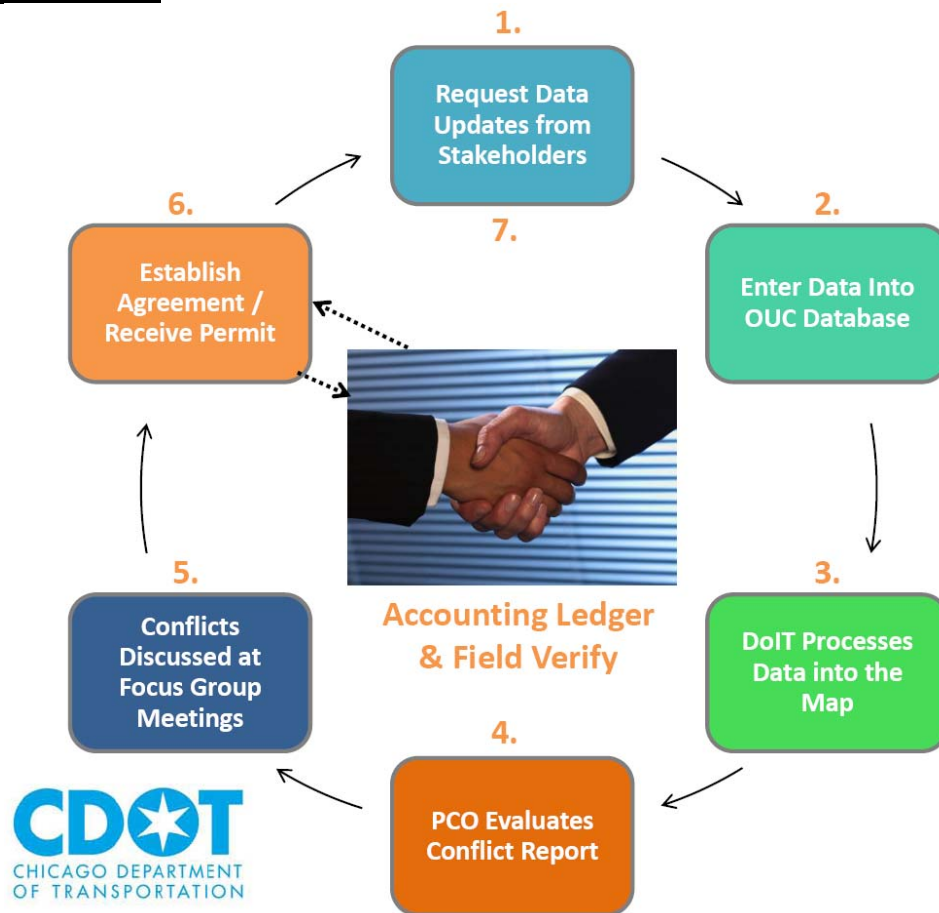 1.
Request Data
Updates from
Stakeholders
2.
Enter Data Into
OUC Database
3.
DoIT Processes
Data into the
Map
4.
PCO Evaluates
Conflict Report
5.
Conflicts
Discussed at
Focus Group
Meetings
6.
Establish
Agreement /
Receive Permit
7.
Accounting Ledger
& Field Verify
CDOT
CHICAGO DEPARTMENT
OF TRANSPORTATION